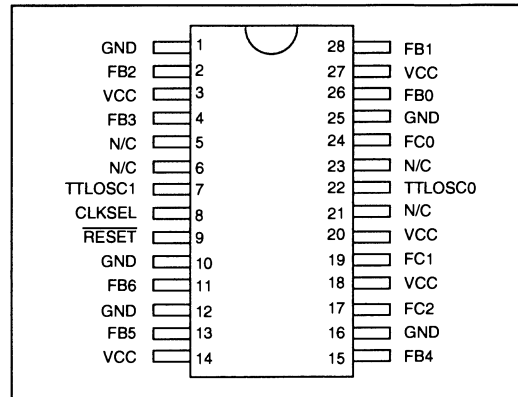 GND 1 28 FB1
FB2 2 27 VCC
VCC 3 26 FB0
FB3 4 25 GND
N/C 5 24 FC0
N/C 6 23 N/C
TTLOSC1 7 22 TTLOSC0
CLKSEL 8 21 N/C
RESET 9 20 VCC
GND 10 19 FC1
FB6 11 18 VCC
GND 12 17 FC2
FB5 13 16 GND
VCC 14 15 FB4